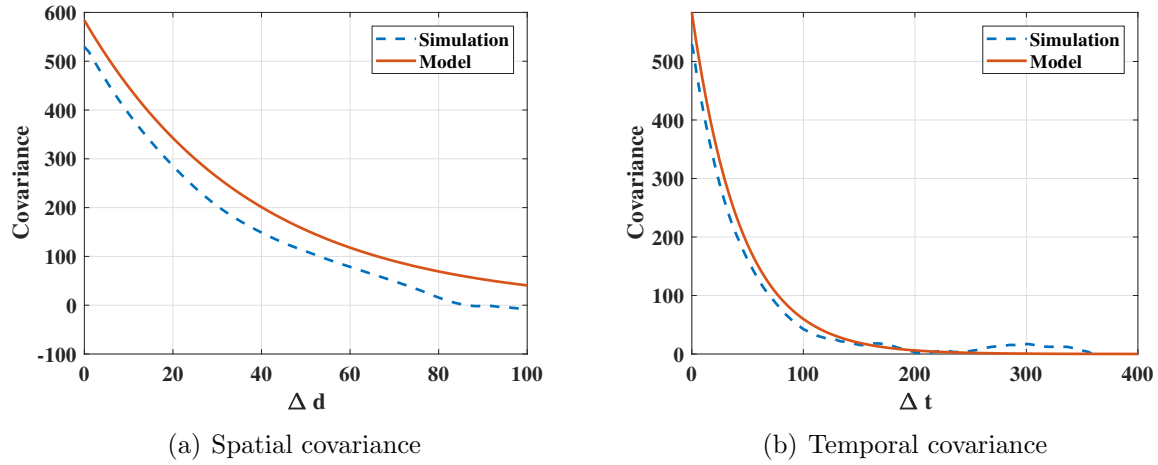 600
500
400
300
200
100
0
-100
Covariance
0 20 40 60 80 100
Δ d
Simulation
Model
(a) Spatial covariance
500
400
300
200
100
0
Covariance
0 100 200 300 400
Δ t
Simulation
Model
(b) Temporal covariance